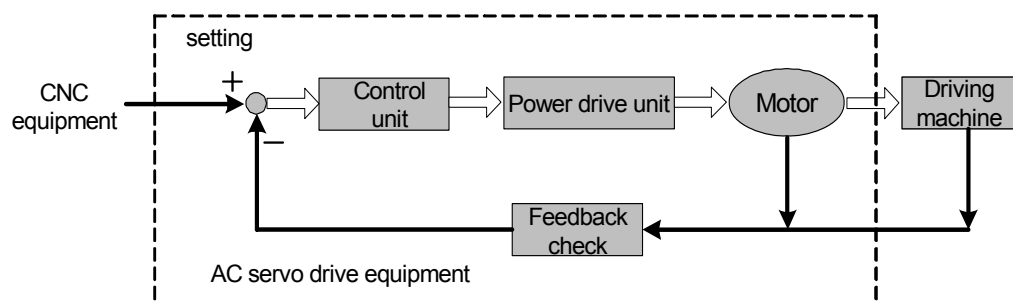 setting
CNC
equipment
+
Control
unit
Power drive unit
Motor
Driving
machine
−
Feedback
check
AC servo drive equipment